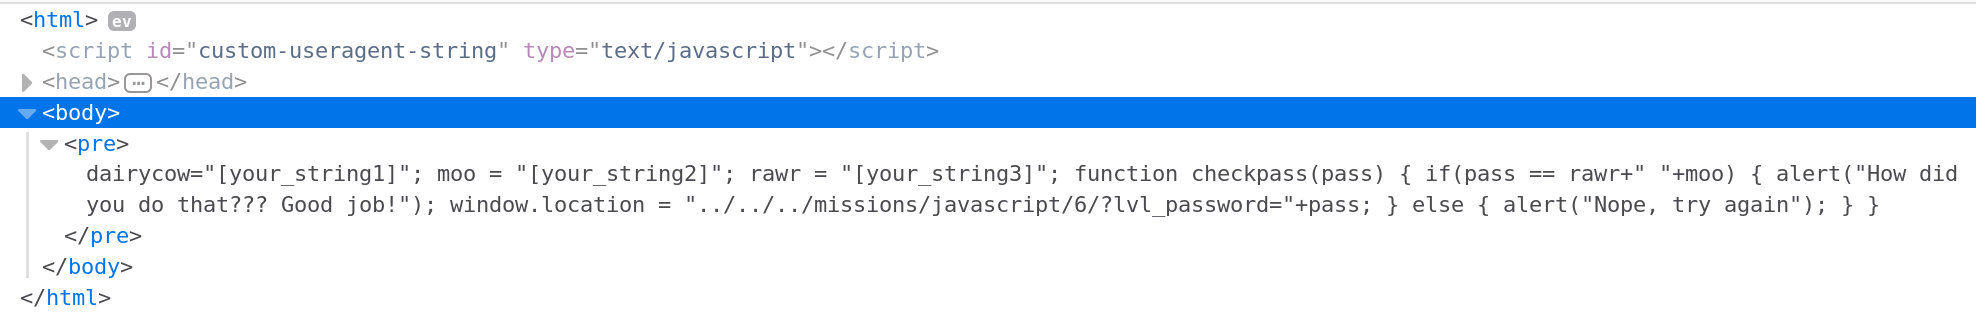 <html> ev
<script id="custom-useragent-string" type="text/javascript"></script>
<head>⋯</head>
<body>
<pre>
dairycow="[your_string1]"; moo = "[your_string2]"; rawr = "[your_string3]"; function checkpass(pass) { if(pass == rawr+" "+moo) { alert("How did
you do that??? Good job!"); window.location = "../../../missions/javascript/6/?lvl_password="+pass; } else { alert("Nope, try again"); } }
</pre>
</body>
</html>